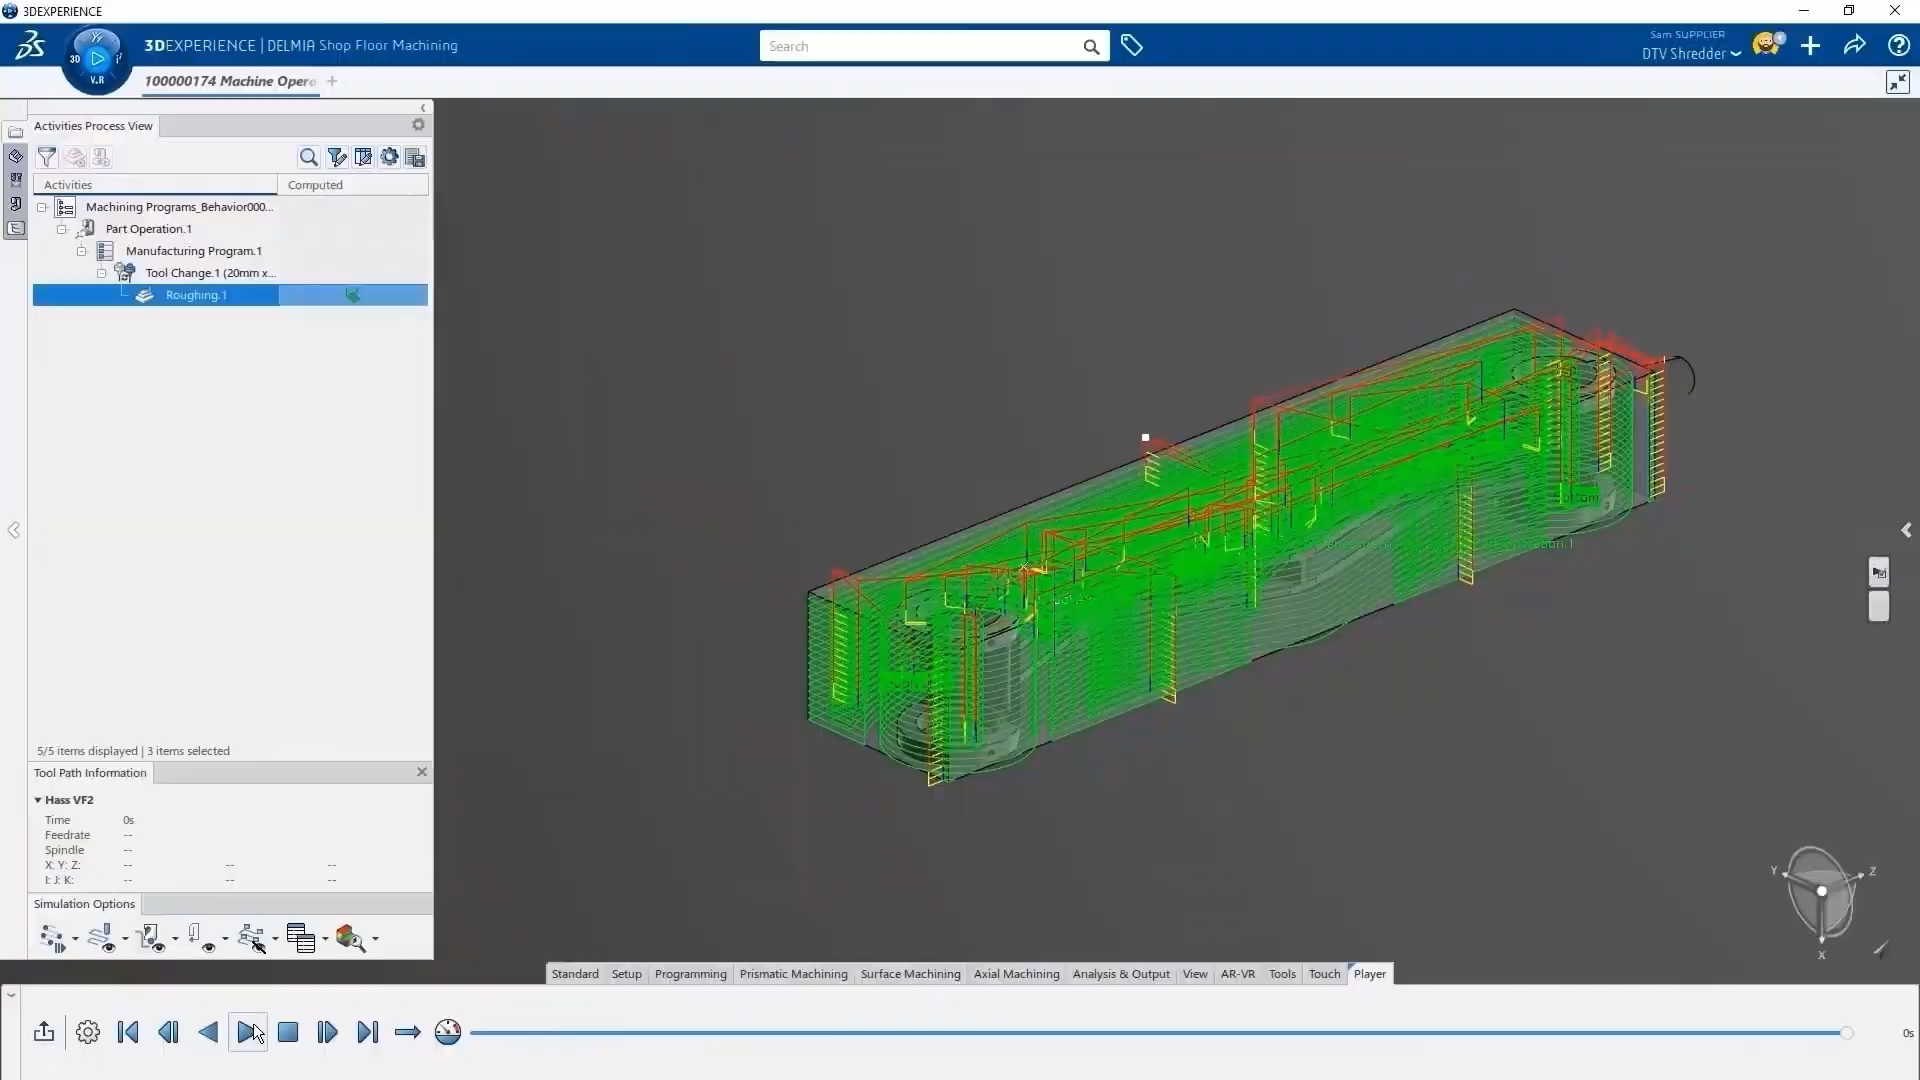 3DEXPERIENCE
3DEXPERIENCE | DELMIA Shop Floor Machining
Search
Sam SUPPLIER
DTV Shredder
3D
V.R
100000174 Machine Opera
Activities Process View
Activities
Computed
Machining Programs_Behavior000...
Part Operation.1
Manufacturing Program.1
Tool Change.1 (20mm x...
Roughing.1
5/5 items displayed | 3 items selected
Tool Path Information
Hass VF2
Time 0s
Feedrate --
Spindle --
X: Y: Z: -- -- --
I: J: K: -- -- --
Simulation Options
Y
Z
X
Standard Setup Programming Prismatic Machining Surface Machining Axial Machining Analysis & Output View AR-VR Tools Touch Player
0s